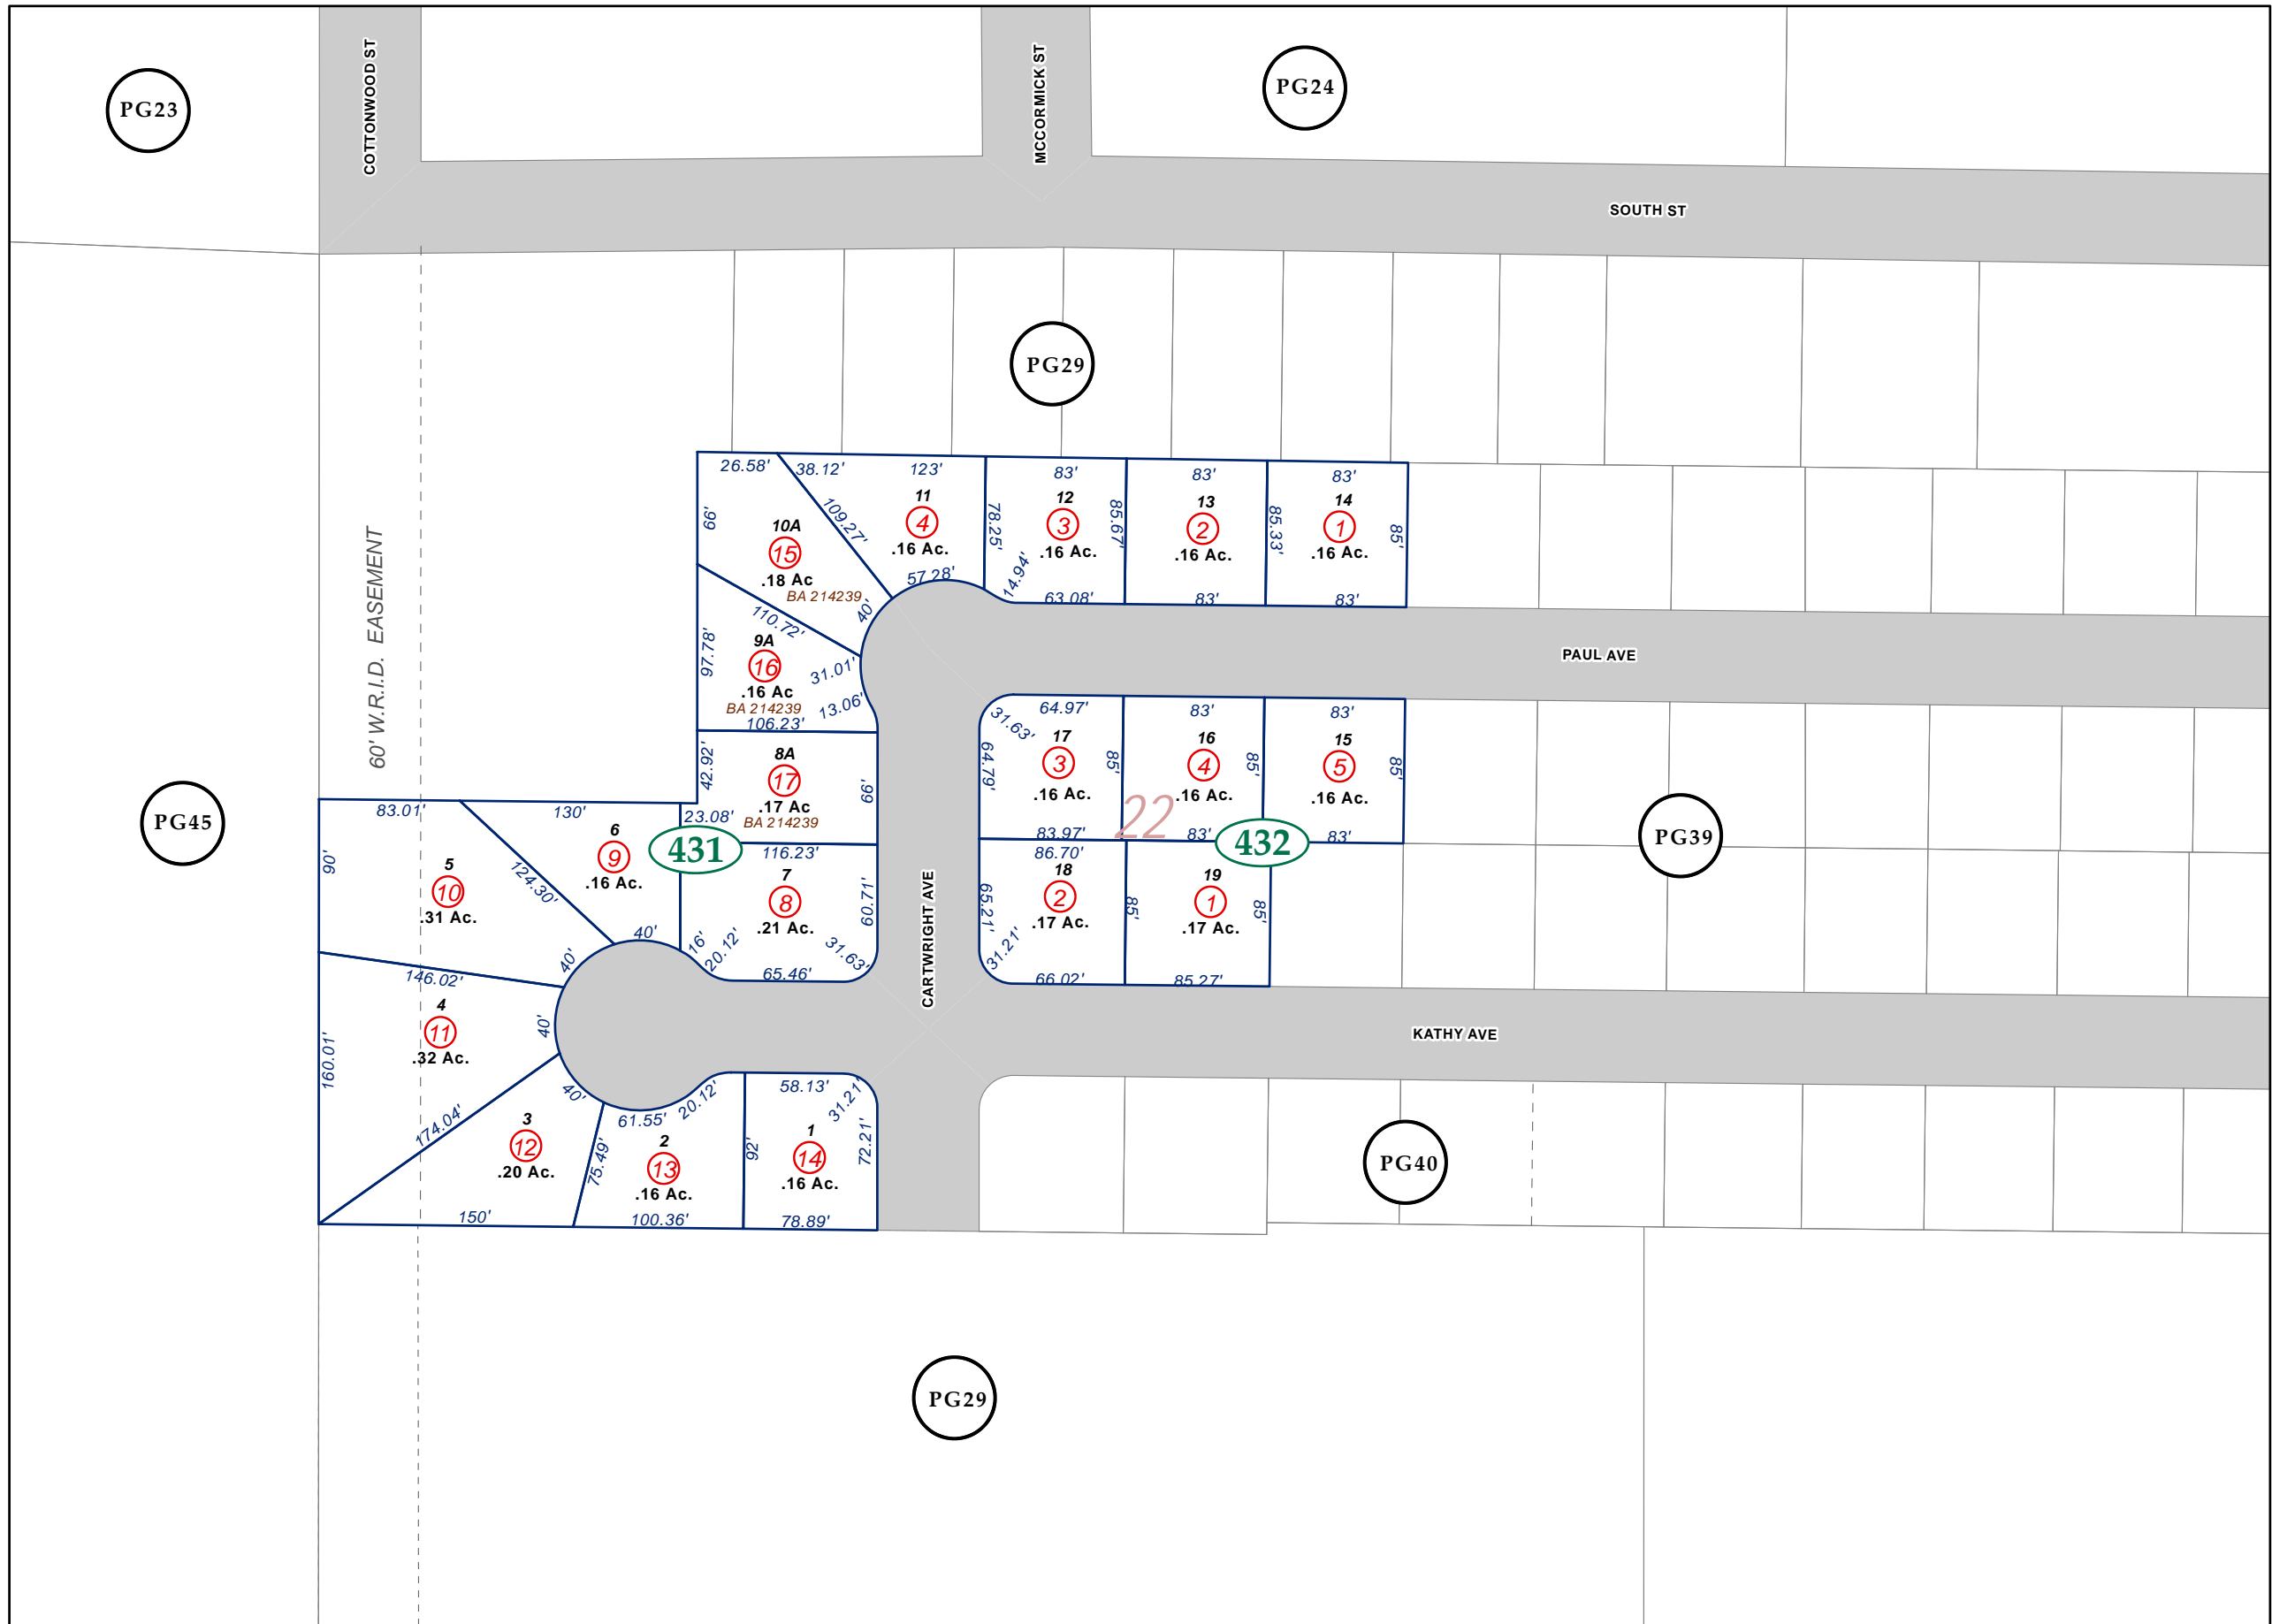 COTTONWOOD ST
MCCORMICK ST
PG23
PG24
SOUTH ST
PG29
60' W.R.I.D. EASEMENT
26.58'
38.12'
123'
83'
83'
83'
66'
10A
15
.18 Ac
BA 214239
109.27'
11
4
.16 Ac.
57.28'
78.25'
12
3
.16 Ac.
14.94'
63.08'
85.67'
13
2
.16 Ac.
83'
85.33'
14
1
.16 Ac.
83'
85'
40'
110.72'
97.78'
9A
16
.16 Ac
BA 214239
31.01'
13.06'
106.23'
PAUL AVE
42.92'
8A
17
.17 Ac
BA 214239
66'
23.08'
116.23'
64.97'
31.63'
64.79'
17
3
.16 Ac.
83.97'
85'
83'
16
4
.16 Ac.
83'
85'
83'
15
5
.16 Ac.
83'
85'
22
431
432
PG45
PG39
83.01'
90'
5
10
.31 Ac.
130'
6
9
.16 Ac.
124.30'
40'
40'
7
8
.21 Ac.
60.71'
16'
20.12'
31.63'
65.46'
CARTWRIGHT AVE
86.70'
18
2
.17 Ac.
65.21'
31.21'
66.02'
85'
19
1
.17 Ac.
85.27'
85'
146.02'
4
11
.32 Ac.
160.01'
40'
KATHY AVE
174.04'
40'
3
12
.20 Ac.
150'
75.49'
61.55'
20.12'
2
13
.16 Ac.
100.36'
92'
58.13'
31.21'
1
14
.16 Ac.
72.21'
78.89'
PG40
PG29